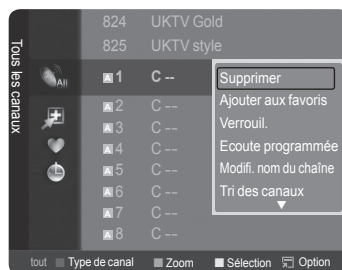 824 UKTV Gold
825 UKTV style
Tous les canaux
All
A 1 C --
A 2 C --
A 3 C --
A 4 C --
A 5 C --
A 6 C --
A 7 C --
A 8 C --
Supprimer
Ajouter aux favoris
Verrouil.
Ecoute programmée
Modifi. nom du chaîne
Tri des canaux
tout Type de canal Zoom Sélection Option